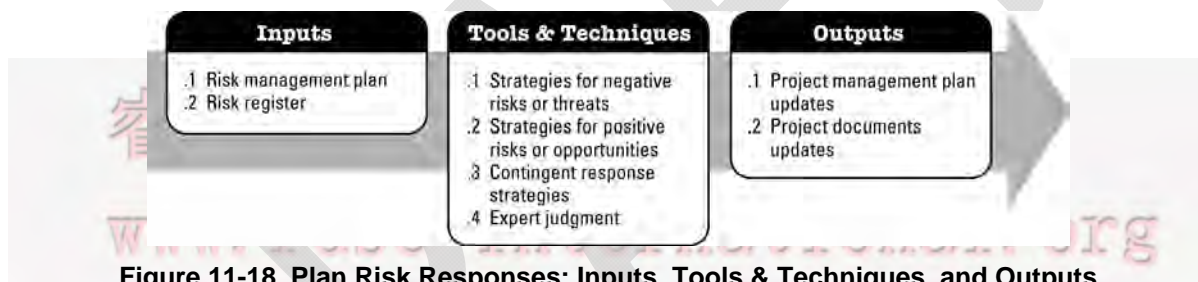 Inputs
.1 Risk management plan
.2 Risk register
Tools & Techniques
.1 Strategies for negative
risks or threats
.2 Strategies for positive
risks or opportunities
.3 Contingent response
strategies
.4 Expert judgment
Outputs
.1 Project management plan
updates
.2 Project documents
updates
Figure 11-18. Plan Risk Responses: Inputs, Tools & Techniques, and Outputs